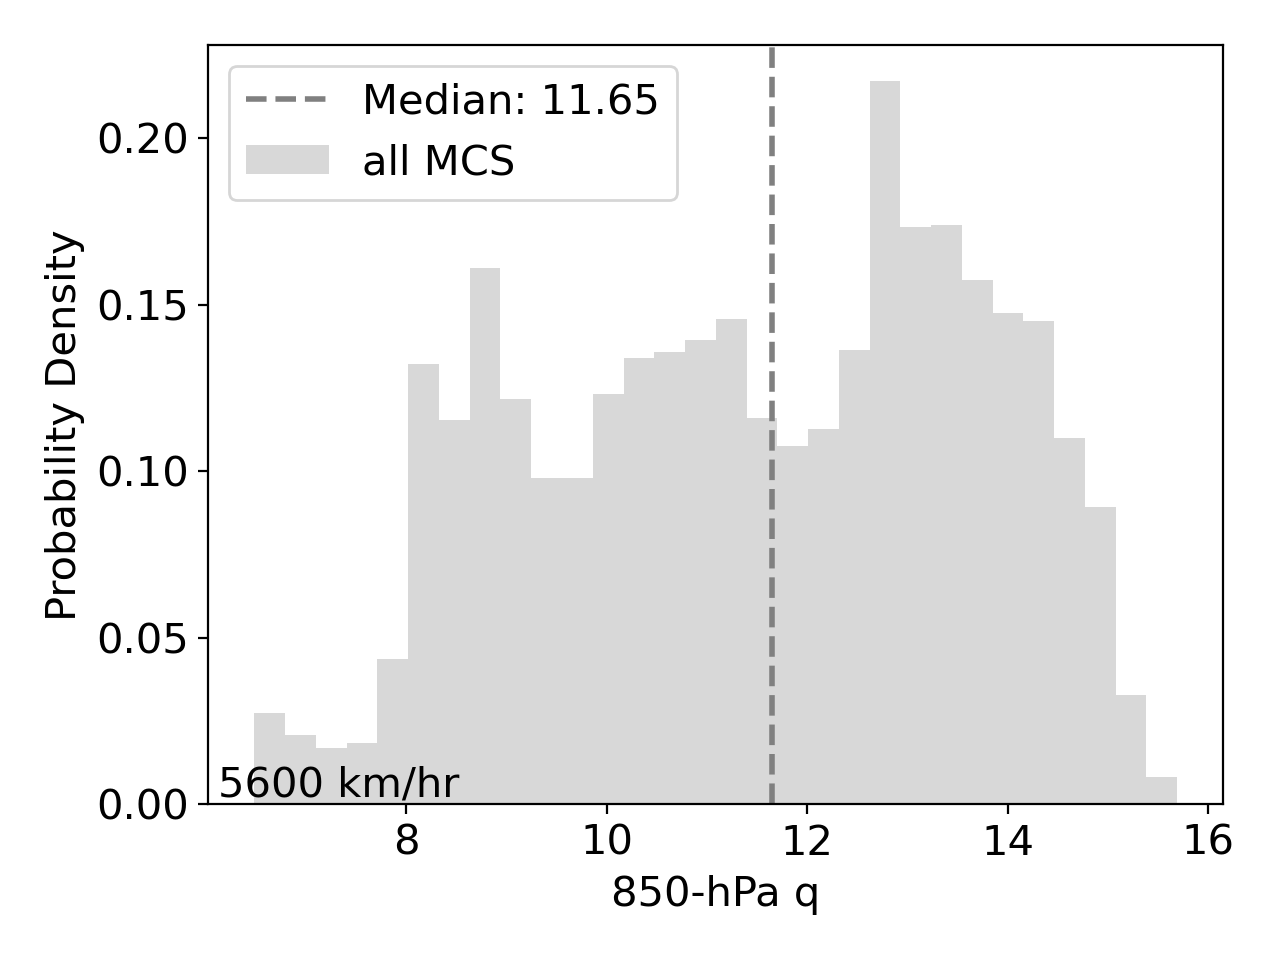 Median: 11.65
all MCS
0.20
0.15
0.10
0.05
0.00
Probability Density
5600 km/hr
8 10 12 14 16
850-hPa q